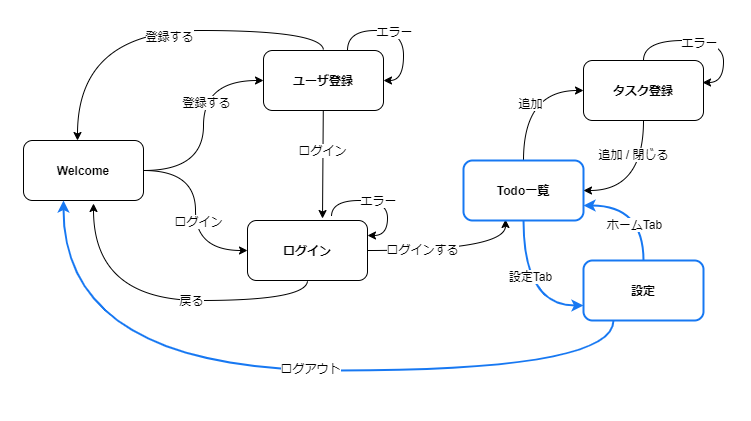 登録する
エラー
ユーザ登録
登録する
ログイン
Welcome
ログイン
エラー
ログイン
ログインする
戻る
エラー
タスク登録
追加
追加 / 閉じる
Todo一覧
ホームTab
設定Tab
設定
ログアウト